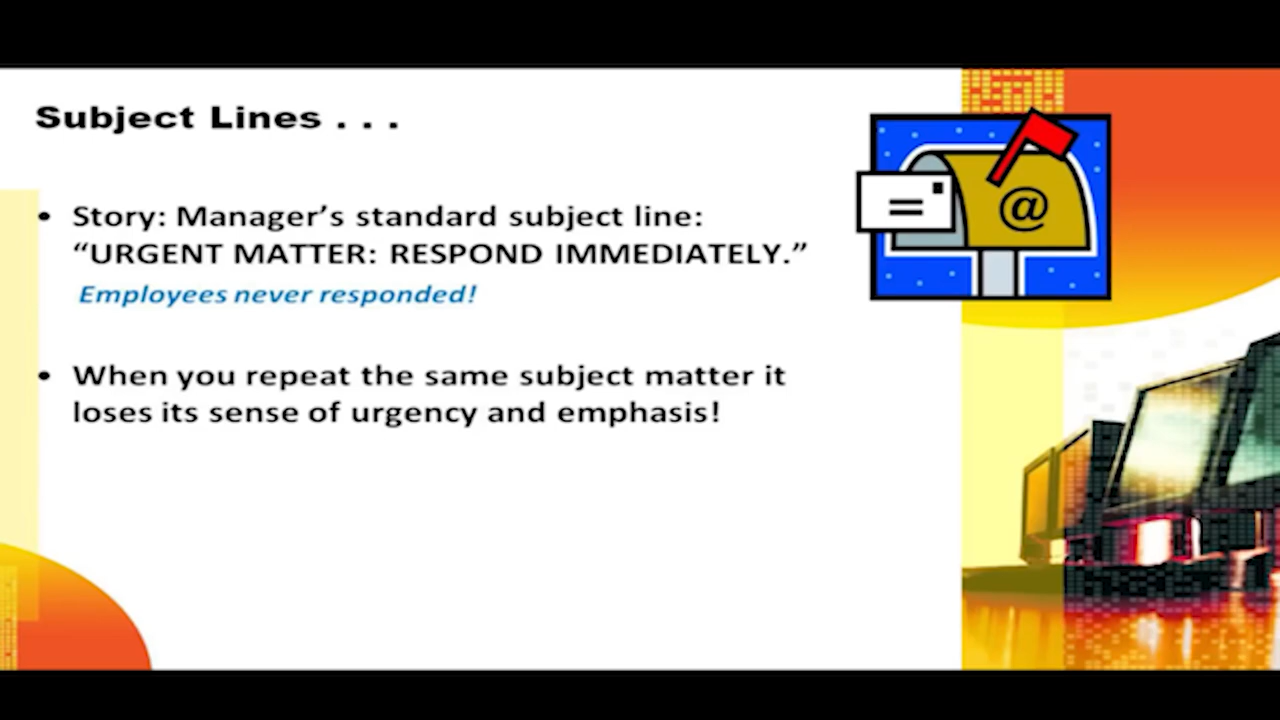 Subject Lines . . .
• Story: Manager’s standard subject line:
“URGENT MATTER: RESPOND IMMEDIATELY.”
Employees never responded!
• When you repeat the same subject matter it
loses its sense of urgency and emphasis!
@